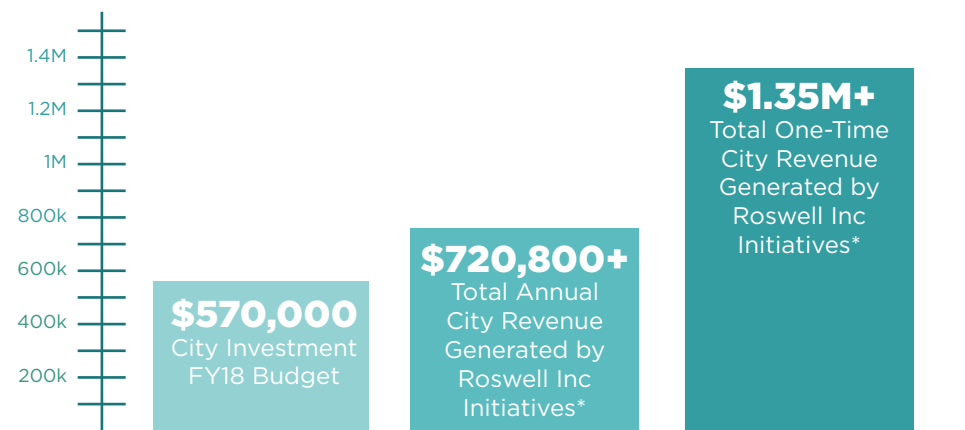 1.4M
1.2M
1M
800k
600k
400k
200k
$570,000
City Investment
FY18 Budget
$720,800+
Total Annual
City Revenue
Generated by
Roswell Inc
Initiatives*
$1.35M+
Total One-Time
City Revenue
Generated by
Roswell Inc
Initiatives*